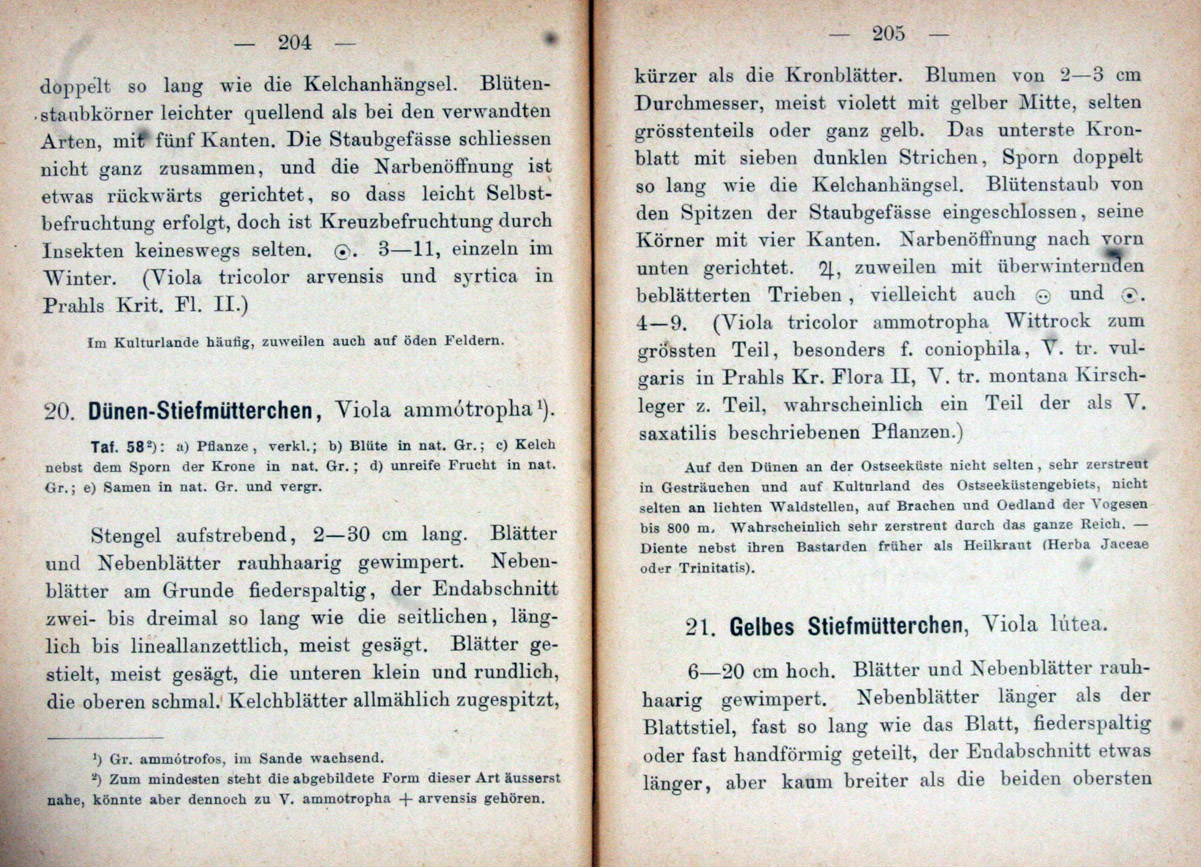 — 204 —
doppelt so lang wie die Kelchanhängsel. Blüten-
staubkörner leichter quellend als bei den verwandten
Arten, mit fünf Kanten. Die Staubgefässe schliessen
nicht ganz zusammen, und die Narbenöffnung ist
etwas rückwärts gerichtet, so dass leicht Selbst-
befruchtung erfolgt, doch ist Kreuzbefruchtung durch
Insekten keineswegs selten. ☉. 3—11, einzeln im
Winter. (Viola tricolor arvensis und syrtica in
Prahls Krit. Fl. II.)
Im Kulturlande häufig, zuweilen auch auf öden Feldern.
20. Dünen-Stiefmütterchen, Viola ammótropha¹).
Taf. 58²): a) Pflanze, verkl.; b) Blüte in nat. Gr.; c) Kelch
nebst dem Sporn der Krone in nat. Gr.; d) unreife Frucht in nat.
Gr.; e) Samen in nat. Gr. und vergr.
Stengel aufstrebend, 2—30 cm lang. Blätter
und Nebenblätter rauhhaarig gewimpert. Neben-
blätter am Grunde fiederspaltig, der Endabschnitt
zwei- bis dreimal so lang wie die seitlichen, läng-
lich bis lineallanzettlich, meist gesägt. Blätter ge-
stielt, meist gesägt, die unteren klein und rundlich,
die oberen schmal. Kelchblätter allmählich zugespitzt,
¹) Gr. ammótrofos, im Sande wachsend.
²) Zum mindesten steht die abgebildete Form dieser Art äusserst
nahe, könnte aber dennoch zu V. ammotropha + arvensis gehören.
— 205 —
kürzer als die Kronblätter. Blumen von 2—3 cm
Durchmesser, meist violett mit gelber Mitte, selten
grösstenteils oder ganz gelb. Das unterste Kron-
blatt mit sieben dunklen Strichen, Sporn doppelt
so lang wie die Kelchanhängsel. Blütenstaub von
den Spitzen der Staubgefässe eingeschlossen, seine
Körner mit vier Kanten. Narbenöffnung nach vorn
unten gerichtet. ♃, zuweilen mit überwinternden
beblätterten Trieben, vielleicht auch ⚇ und ☉.
4—9. (Viola tricolor ammotropha Wittrock zum
grössten Teil, besonders f. coniophila, V. tr. vul-
garis in Prahls Kr. Flora II, V. tr. montana Kirsch-
leger z. Teil, wahrscheinlich ein Teil der als V.
saxatilis beschriebenen Pflanzen.)
Auf den Dünen an der Ostseeküste nicht selten, sehr zerstreut
in Gesträuchen und auf Kulturland des Ostseeküstengebiets, nicht
selten an lichten Waldstellen, auf Brachen und Oedland der Vogesen
bis 800 m. Wahrscheinlich sehr zerstreut durch das ganze Reich. —
Diente nebst ihren Bastarden früher als Heilkraut (Herba Jaceae
oder Trinitatis).
21. Gelbes Stiefmütterchen, Viola lútea.
6—20 cm hoch. Blätter und Nebenblätter rauh-
haarig gewimpert. Nebenblätter länger als der
Blattstiel, fast so lang wie das Blatt, fiederspaltig
oder fast handförmig geteilt, der Endabschnitt etwas
länger, aber kaum breiter als die beiden obersten